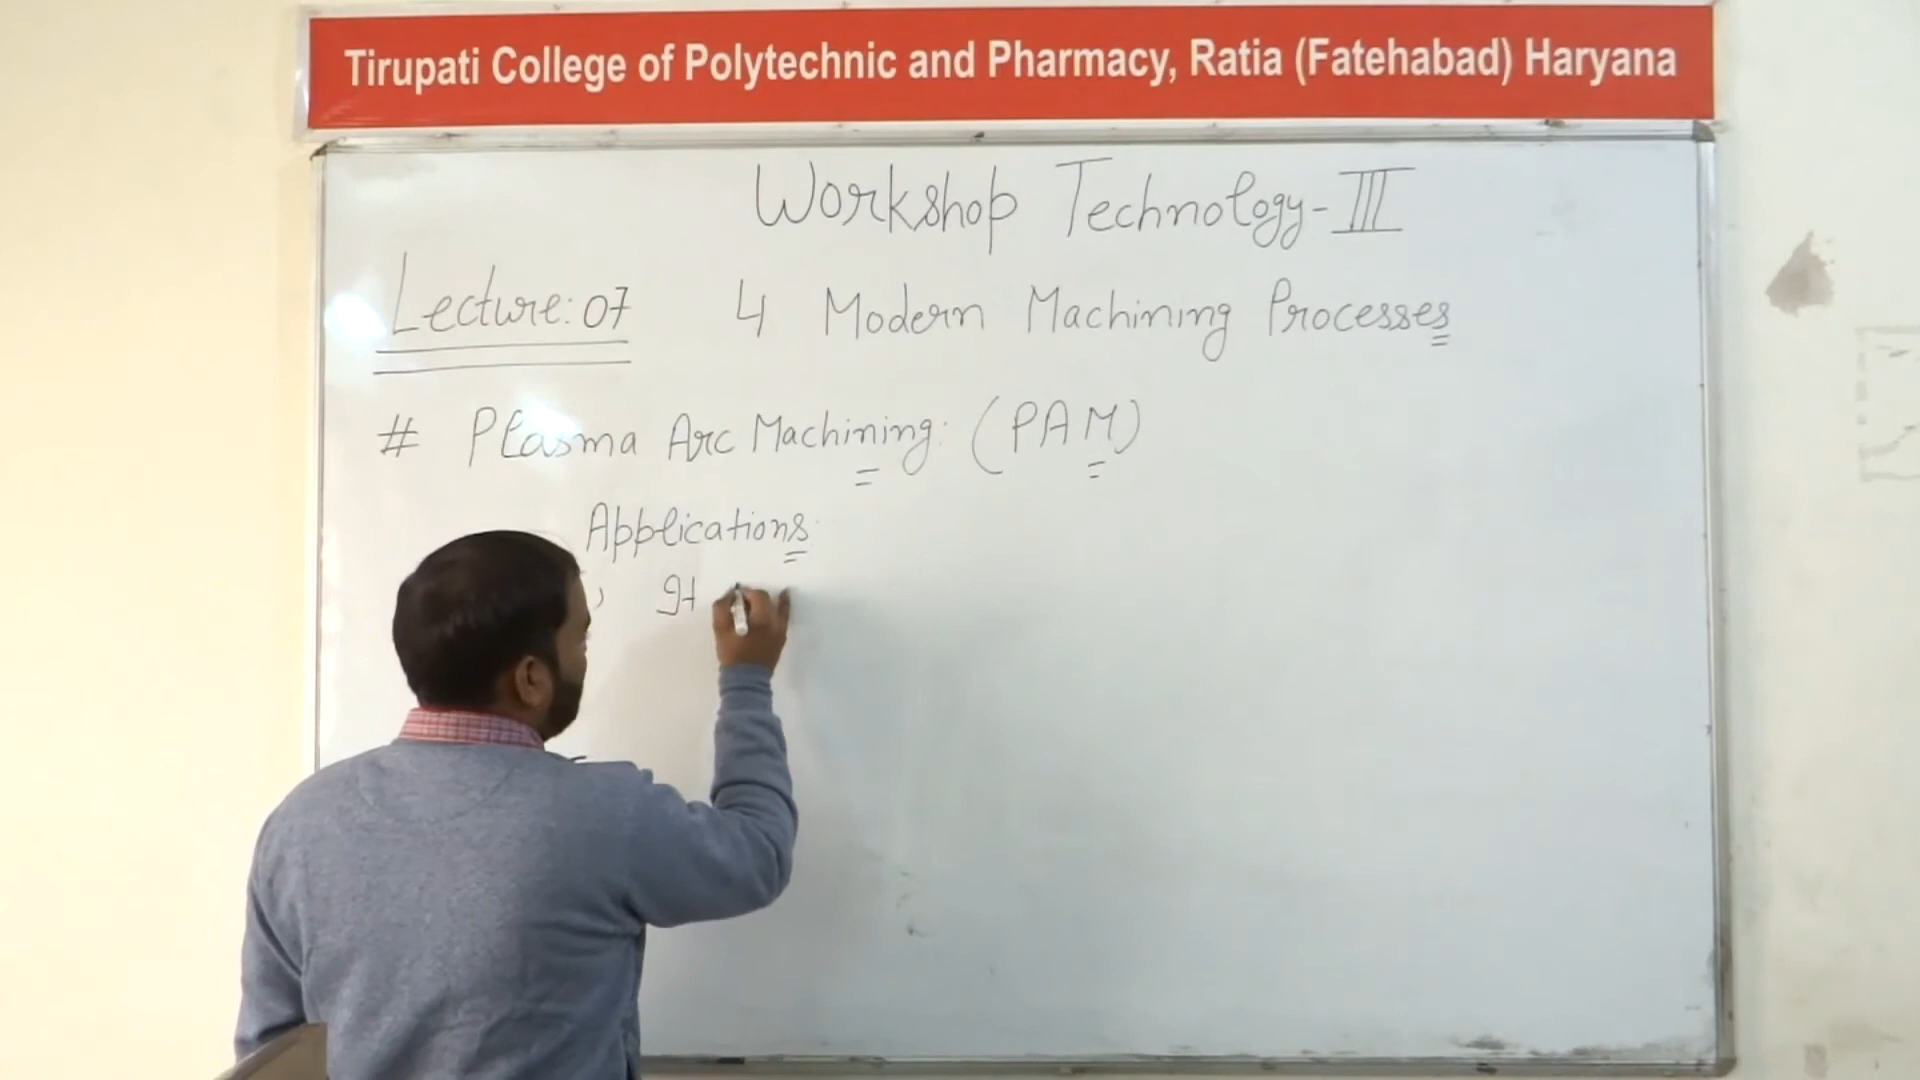 Tirupati College of Polytechnic and Pharmacy, Ratia (Fatehabad) Haryana
Workshop Technology-III
Lecture: 07 4 Modern Machining Processes
# Plasma Arc Machining: (PAM)
Applications:
) It